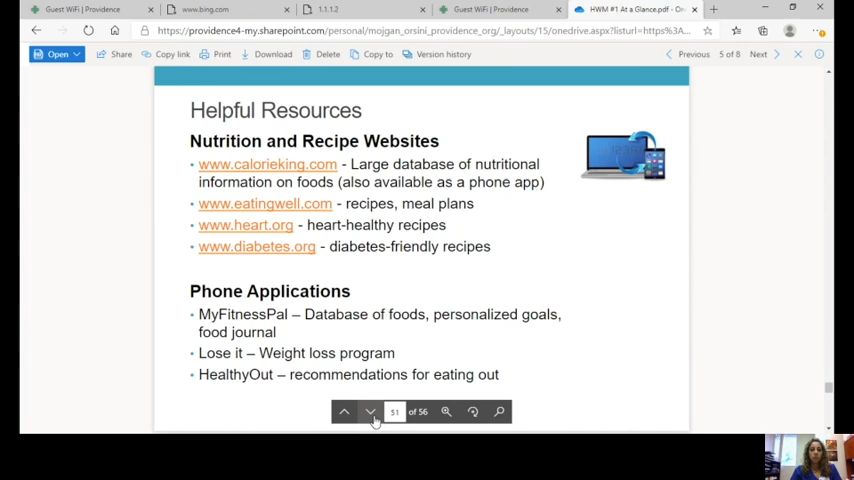 Guest WiFi | Providence
www.bing.com
1.1.1.2
Guest WiFi | Providence
HWM #1 At a Glance.pdf - On
https://providence4-my.sharepoint.com/personal/mojgan_orsini_providence_org/_layouts/15/onedrive.aspx?listurl=https%3A...
Open
Share
Copy link
Print
Download
Delete
Copy to
Version history
Previous
5 of 8
Next
Helpful Resources
Nutrition and Recipe Websites
• www.calorieking.com - Large database of nutritional
information on foods (also available as a phone app)
• www.eatingwell.com - recipes, meal plans
• www.heart.org - heart-healthy recipes
• www.diabetes.org - diabetes-friendly recipes
Phone Applications
• MyFitnessPal – Database of foods, personalized goals,
food journal
• Lose it – Weight loss program
• HealthyOut – recommendations for eating out
51 of 56